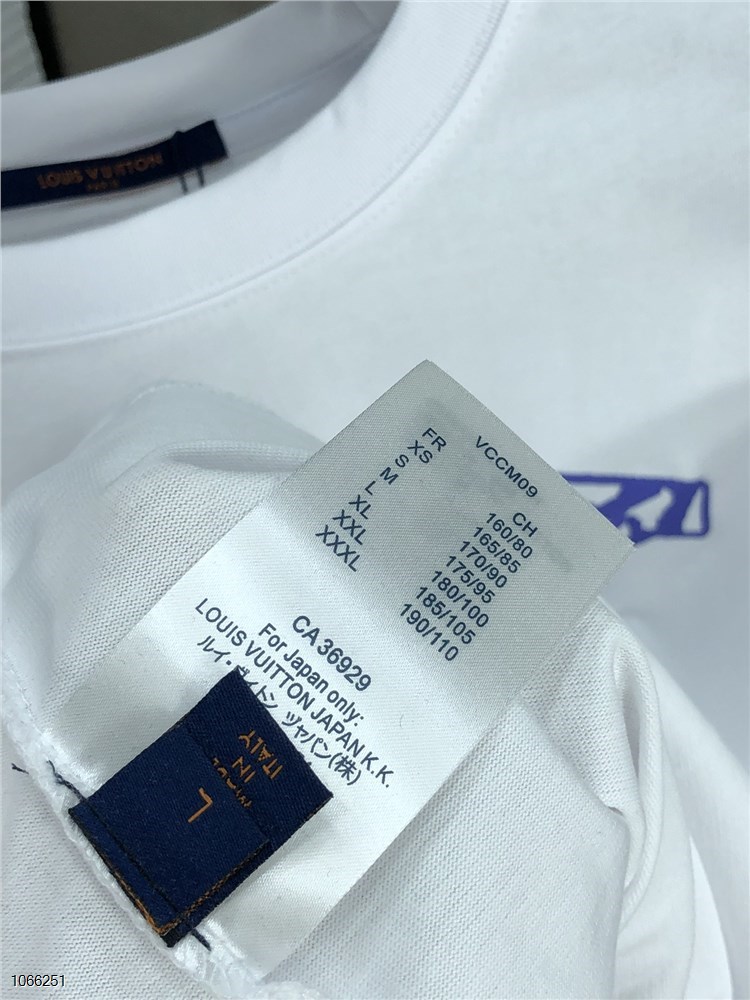 LOUIS VUITTON
PARIS
VCCM09
FR CH
XS 160/80
S 165/85
M 170/90
L 175/95
XL 180/100
XXL 185/105
XXXL 190/110
CA 36929
For Japan only:
LOUIS VUITTON JAPAN K.K.
ルイ・ヴィトン ジャパン(株)
IN
ITALY
L
1066251